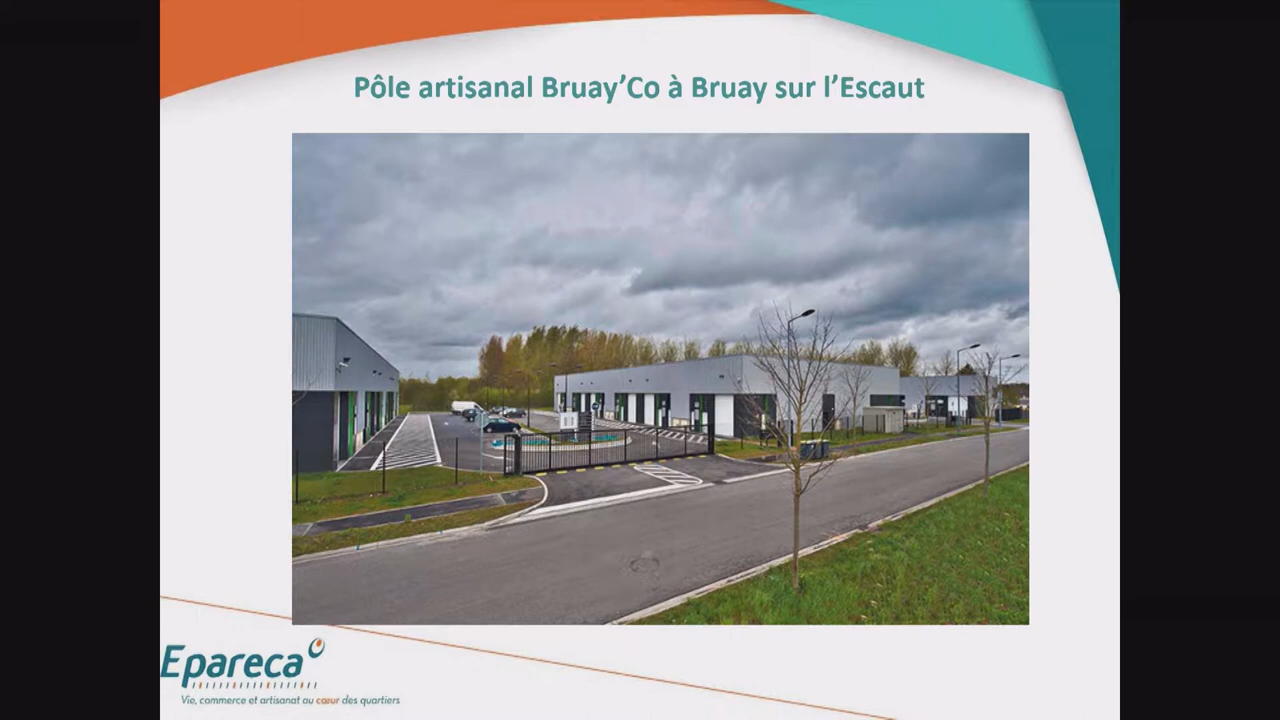 Pôle artisanal Bruay’Co à Bruay sur l’Escaut
Epareca
Vie, commerce et artisanat au cœur des quartiers